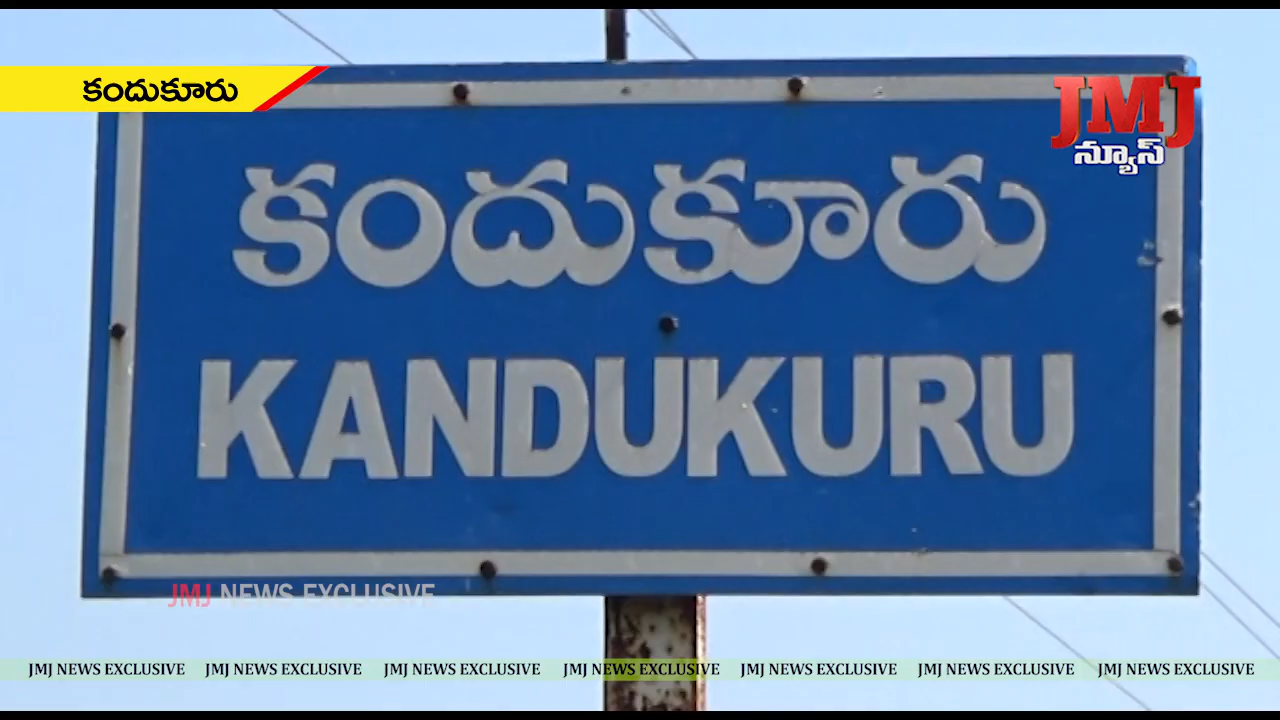 కందుకూరు
JMJ
న్యూస్
కందుకూరు
KANDUKURU
JMJ NEWS EXCLUSIVE
JMJ NEWS EXCLUSIVE JMJ NEWS EXCLUSIVE JMJ NEWS EXCLUSIVE JMJ NEWS EXCLUSIVE JMJ NEWS EXCLUSIVE JMJ NEWS EXCLUSIVE JMJ NEWS EXCLUSIVE